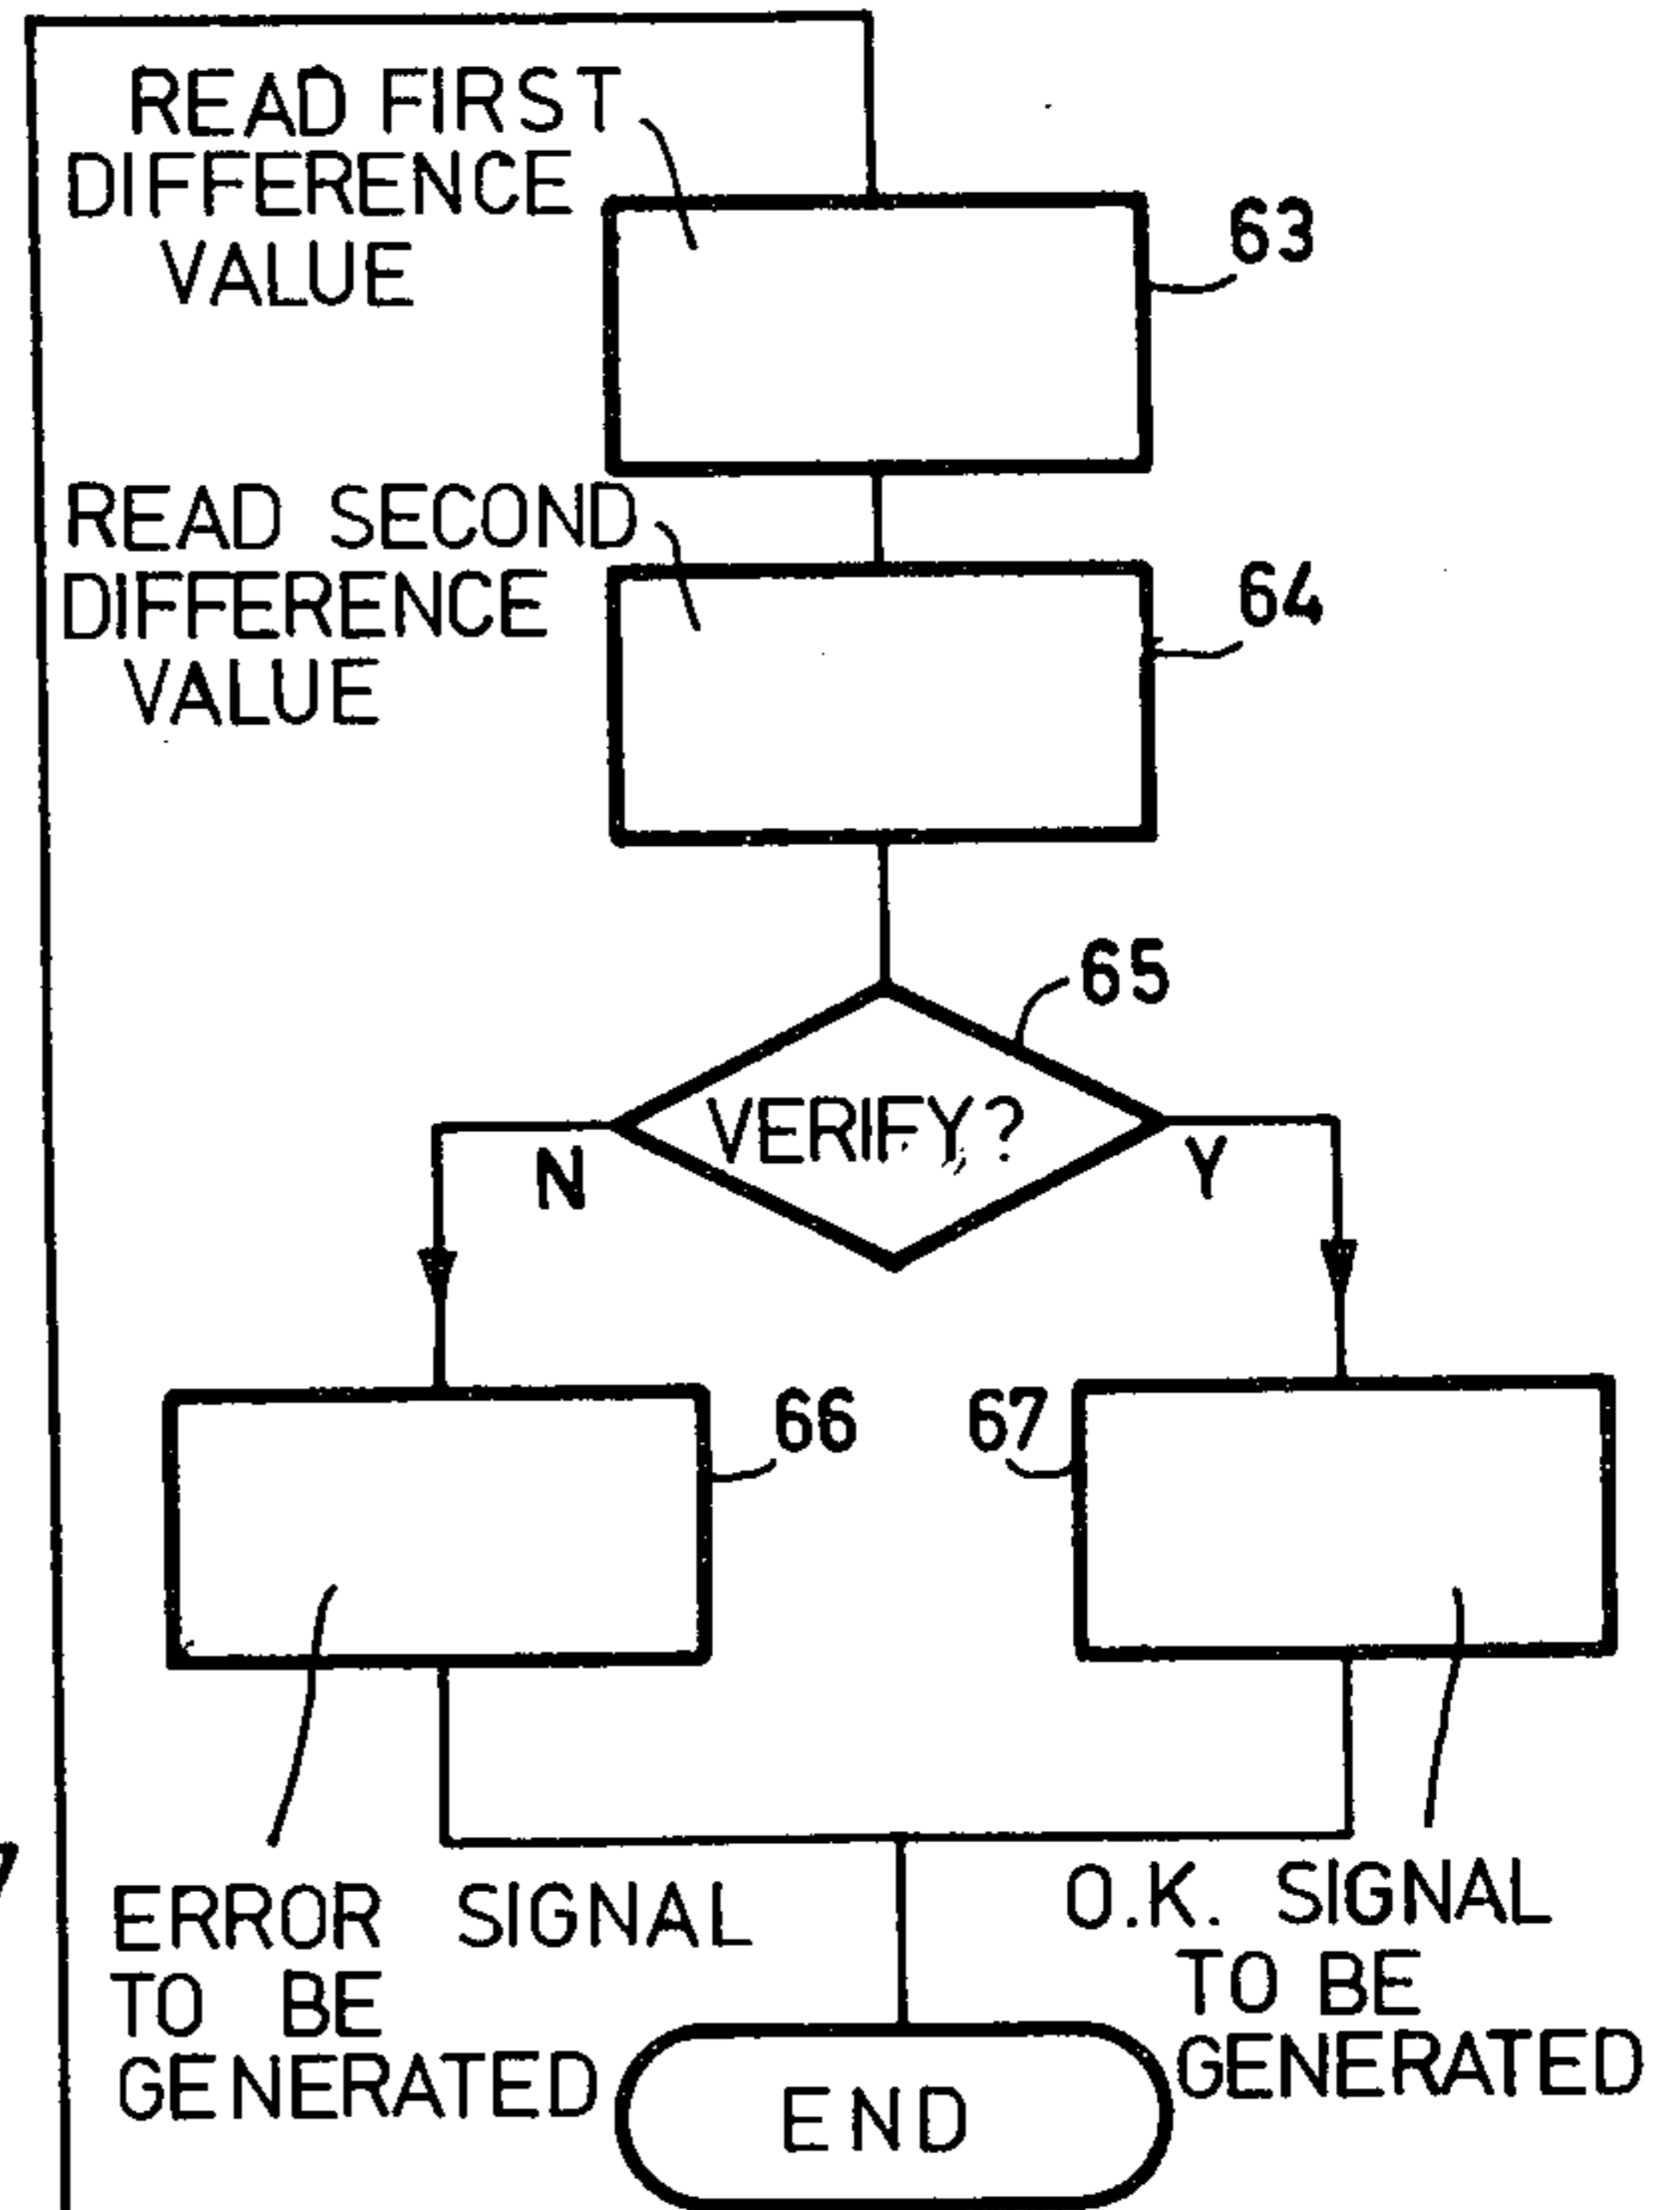 READ FIRST
DIFFERENCE
VALUE
63
READ SECOND
DIFFERENCE
VALUE
64
65
VERIFY?
N
Y
66
67
ERROR SIGNAL
TO BE
GENERATED
O.K. SIGNAL
TO BE
GENERATED
END